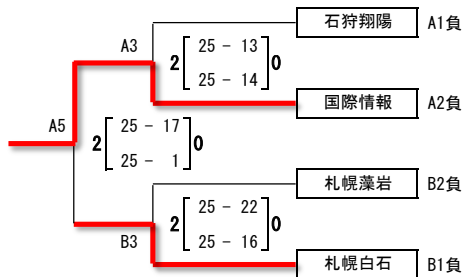 石狩翔陽 A1負
A3
2 25 - 13 0
25 - 14
国際情報 A2負
A5
2 25 - 17 0
25 - 1
札幌藻岩 B2負
2 25 - 22 0
25 - 16
B3
札幌白石 B1負